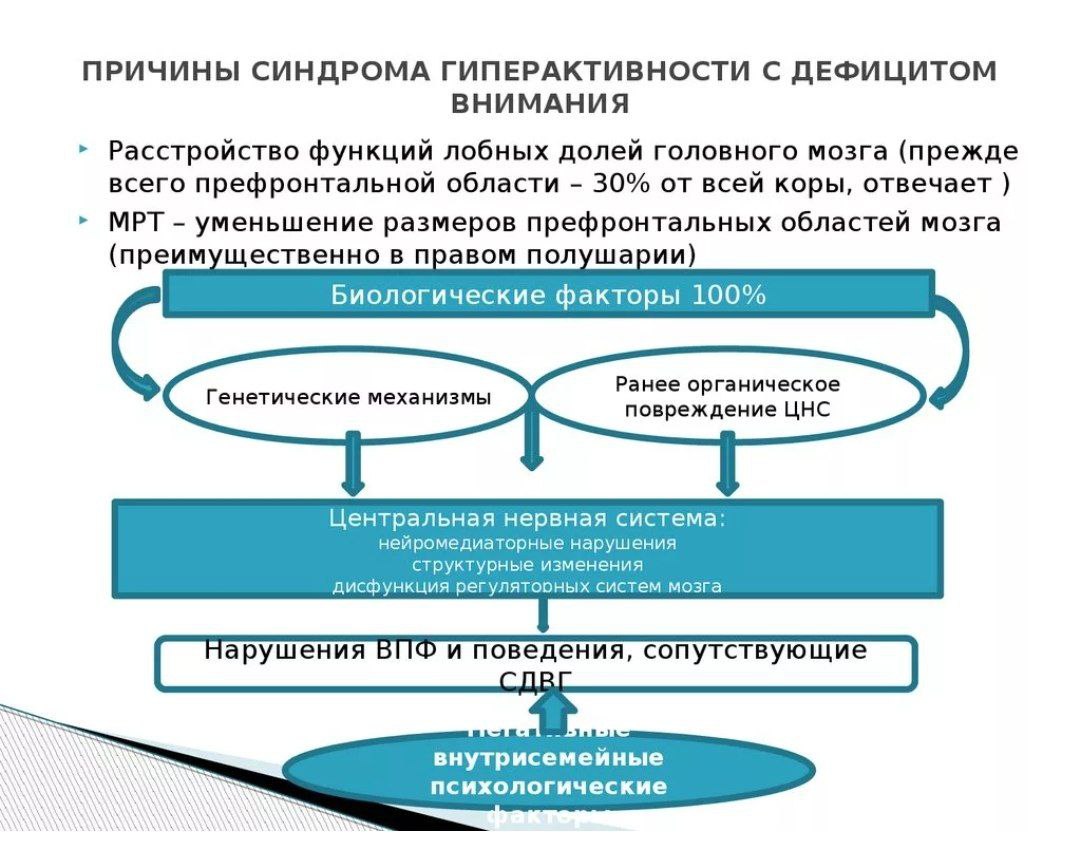 ПРИЧИНЫ СИНДРОМА ГИПЕРАКТИВНОСТИ С ДЕФИЦИТОМ
ВНИМАНИЯ
Расстройство функций лобных долей головного мозга (прежде
всего префронтальной области – 30% от всей коры, отвечает )
МРТ – уменьшение размеров префронтальных областей мозга
(преимущественно в правом полушарии)
Биологические факторы 100%
Генетические механизмы
Ранее органическое
повреждение ЦНС
Центральная нервная система:
нейромедиаторные нарушения
структурные изменения
дисфункция регуляторных систем мозга
Нарушения ВПФ и поведения, сопутствующие
СДВГ
Негативные
внутрисемейные
психологические
факторы